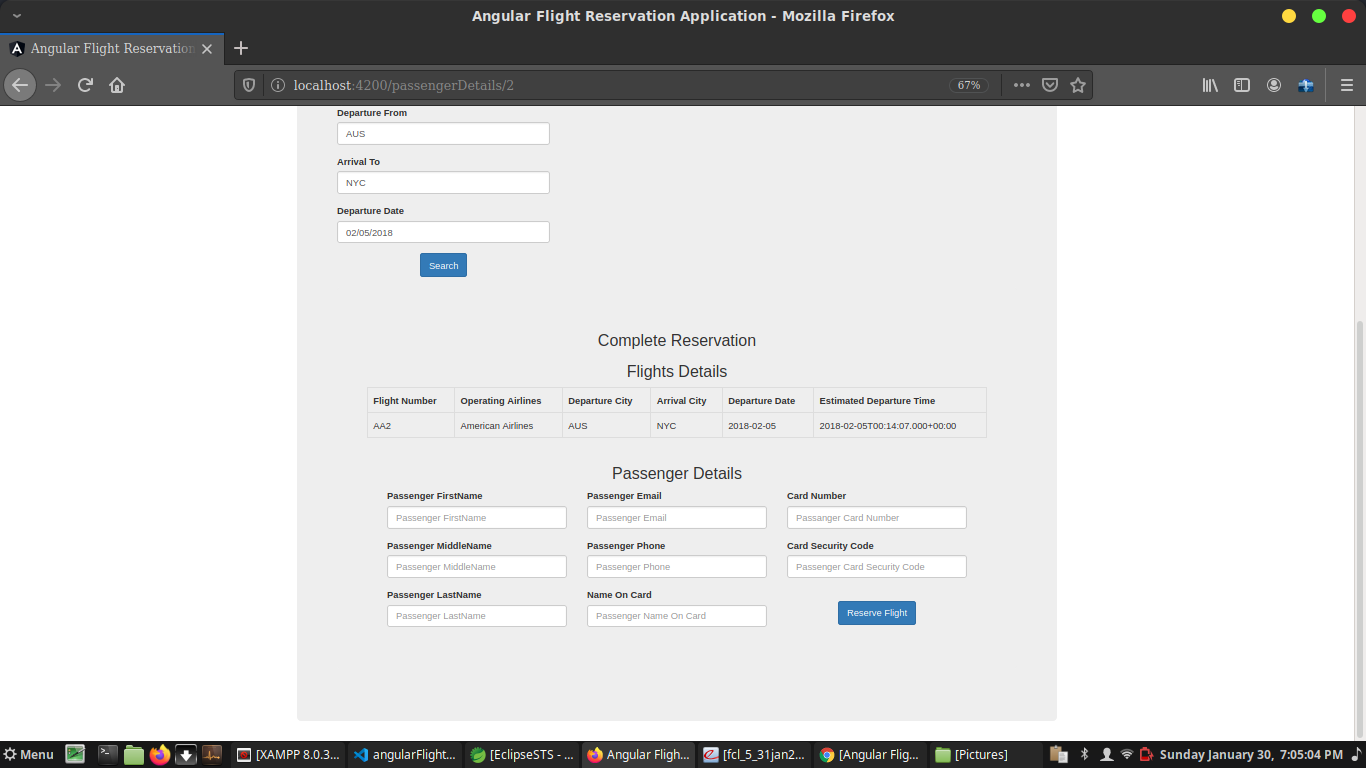 Angular Flight Reservation Application - Mozilla Firefox
Angular Flight Reservation
localhost:4200/passengerDetails/2
67%
Departure From
AUS
Arrival To
NYC
Departure Date
02/05/2018
Search
Complete Reservation
Flights Details
Flight Number Operating Airlines Departure City Arrival City Departure Date Estimated Departure Time
AA2 American Airlines AUS NYC 2018-02-05 2018-02-05T00:14:07.000+00:00
Passenger Details
Passenger FirstName Passenger Email Card Number
Passenger FirstName Passenger Email Passanger Card Number
Passenger MiddleName Passenger Phone Card Security Code
Passenger MiddleName Passenger Phone Passenger Card Security Code
Passenger LastName Name On Card
Passenger LastName Passenger Name On Card Reserve Flight
Menu [XAMPP 8.0.3... angularFlight... [EclipseSTS - ... Angular Fligh... [fcl_5_31jan2... [Angular Flig... [Pictures] Sunday January 30, 7:05:04 PM